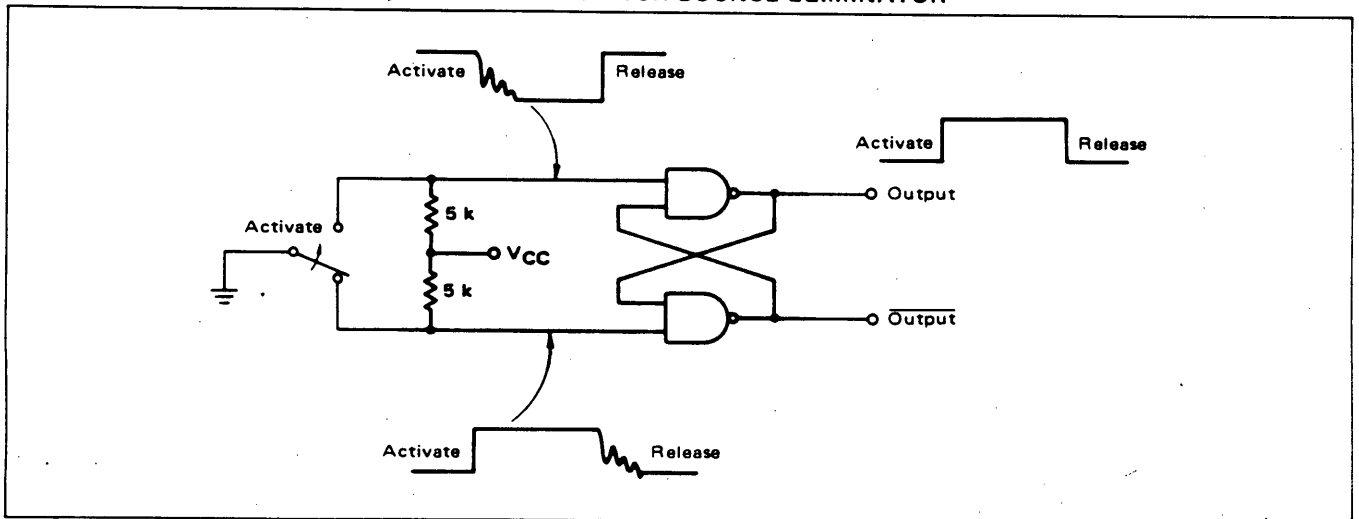 Activate Release
Activate Release
Output
5 k
Activate
VCC
5 k
Output
Activate Release